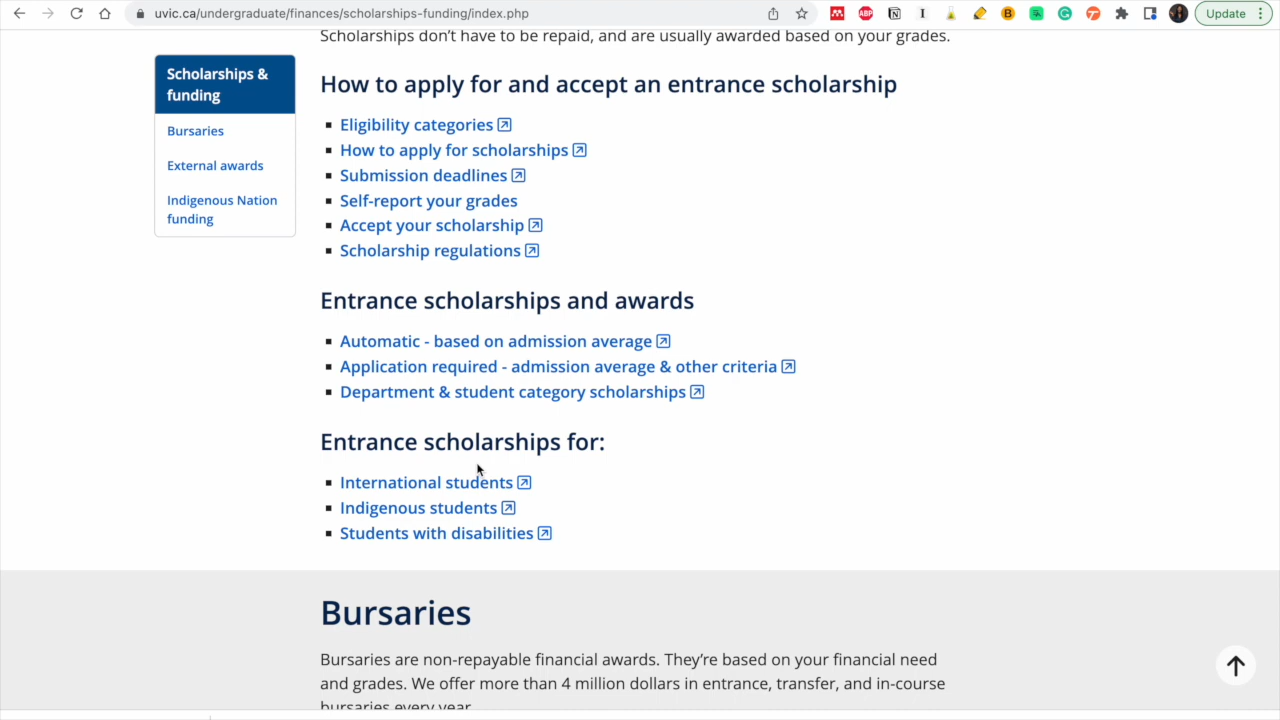 uvic.ca/undergraduate/finances/scholarships-funding/index.php
Update
Scholarships don't have to be repaid, and are usually awarded based on your grades.
Scholarships &
funding
Bursaries
External awards
Indigenous Nation
funding
How to apply for and accept an entrance scholarship
Eligibility categories
How to apply for scholarships
Submission deadlines
Self-report your grades
Accept your scholarship
Scholarship regulations
Entrance scholarships and awards
Automatic - based on admission average
Application required - admission average & other criteria
Department & student category scholarships
Entrance scholarships for:
International students
Indigenous students
Students with disabilities
Bursaries
Bursaries are non-repayable financial awards. They're based on your financial need
and grades. We offer more than 4 million dollars in entrance, transfer, and in-course
bursaries every year.